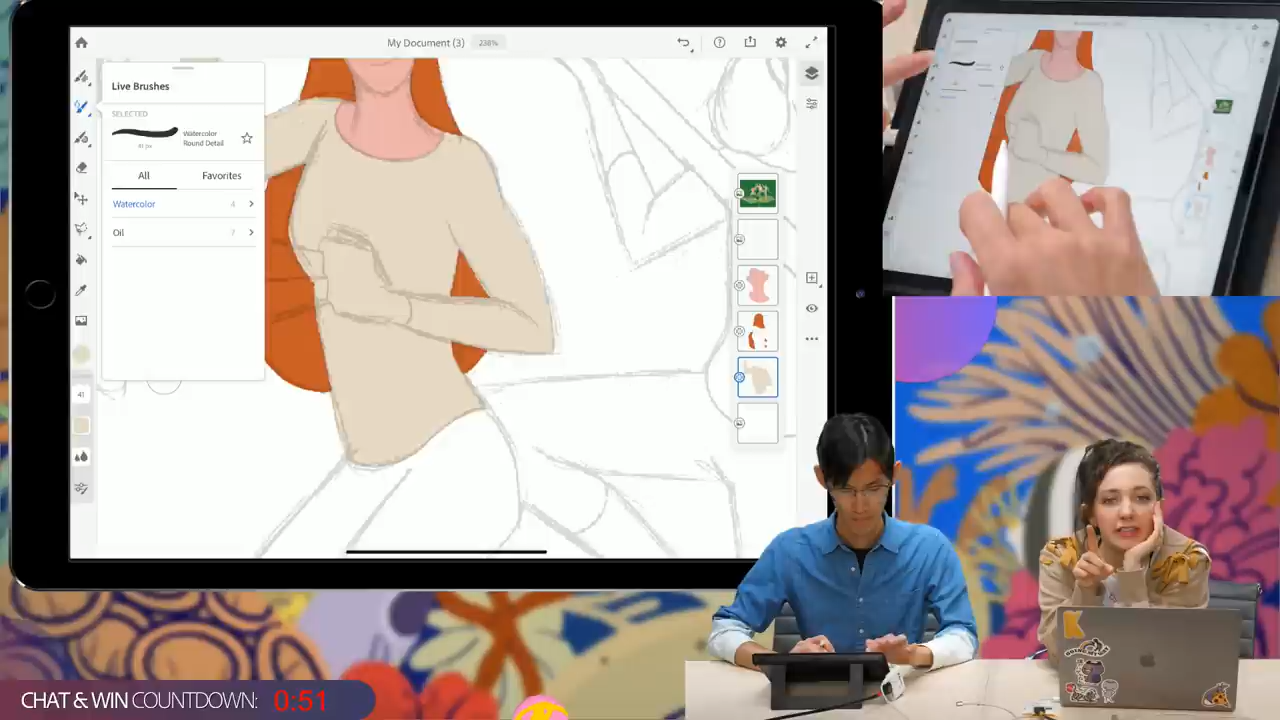 My Document (3)
238%
Live Brushes
SELECTED
Watercolor
Round Detail
All
Favorites
Watercolor
4
Oil
7
41
CHAT & WIN COUNTDOWN: 0:51